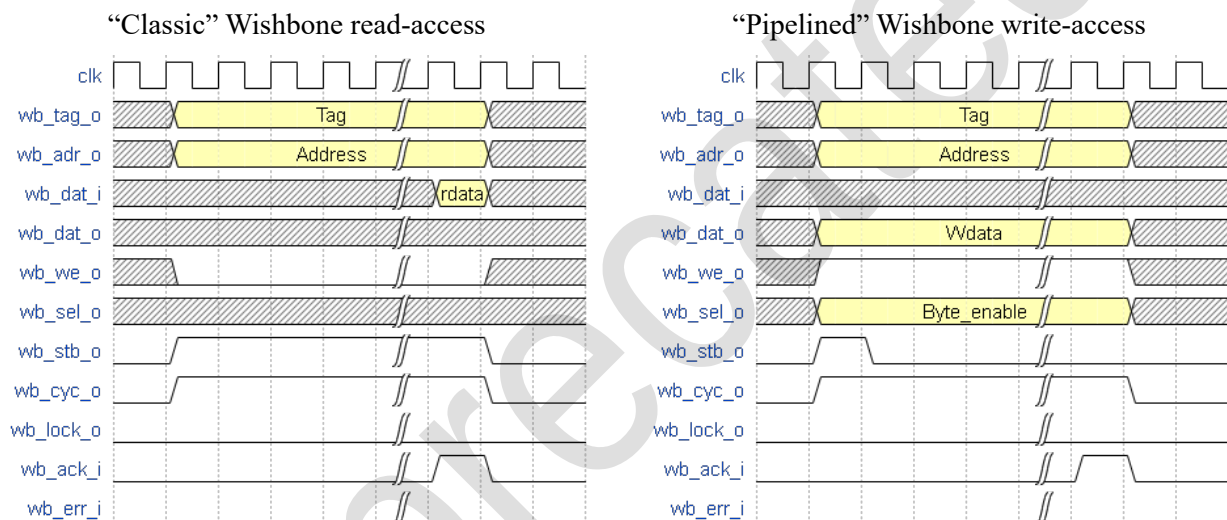 “Classic” Wishbone read-access
clk
wb_tag_o Tag
wb_adr_o Address
wb_dat_i rdata
wb_dat_o
wb_we_o
wb_sel_o
wb_stb_o
wb_cyc_o
wb_lock_o
wb_ack_i
wb_err_i
“Pipelined” Wishbone write-access
clk
wb_tag_o Tag
wb_adr_o Address
wb_dat_i
wb_dat_o Wdata
wb_we_o
wb_sel_o Byte_enable
wb_stb_o
wb_cyc_o
wb_lock_o
wb_ack_i
wb_err_i